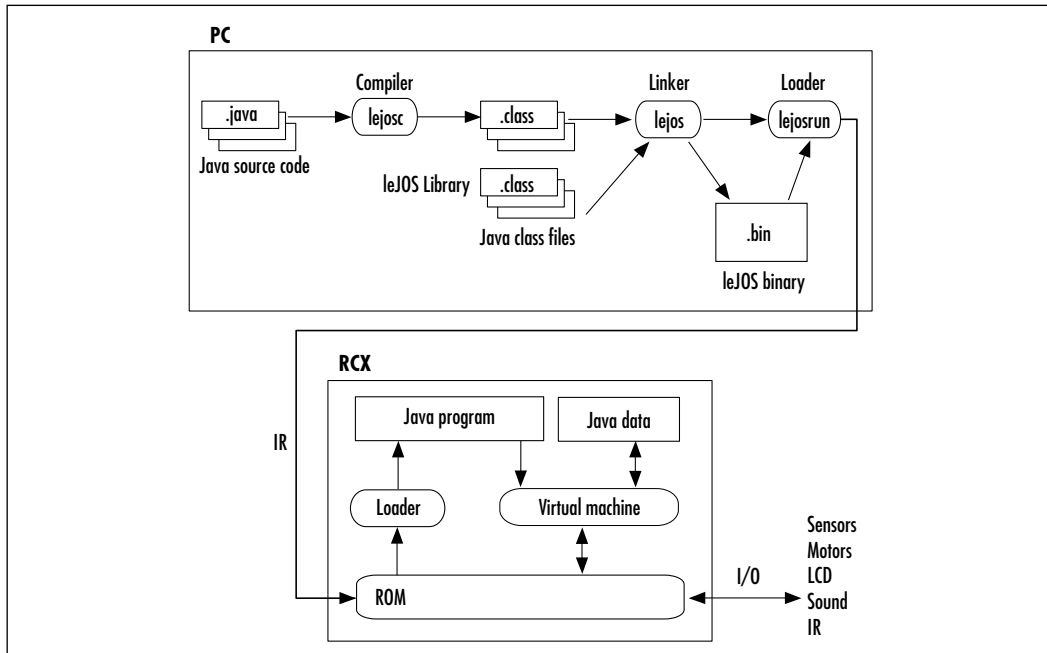 PC
Compiler
Linker
Loader
.java
lejosc
.class
lejos
lejosrun
Java source code
leJOS Library
.class
Java class files
.bin
leJOS binary
RCX
Java program
Java data
IR
Loader
Virtual machine
ROM
I/O
Sensors
Motors
LCD
Sound
IR